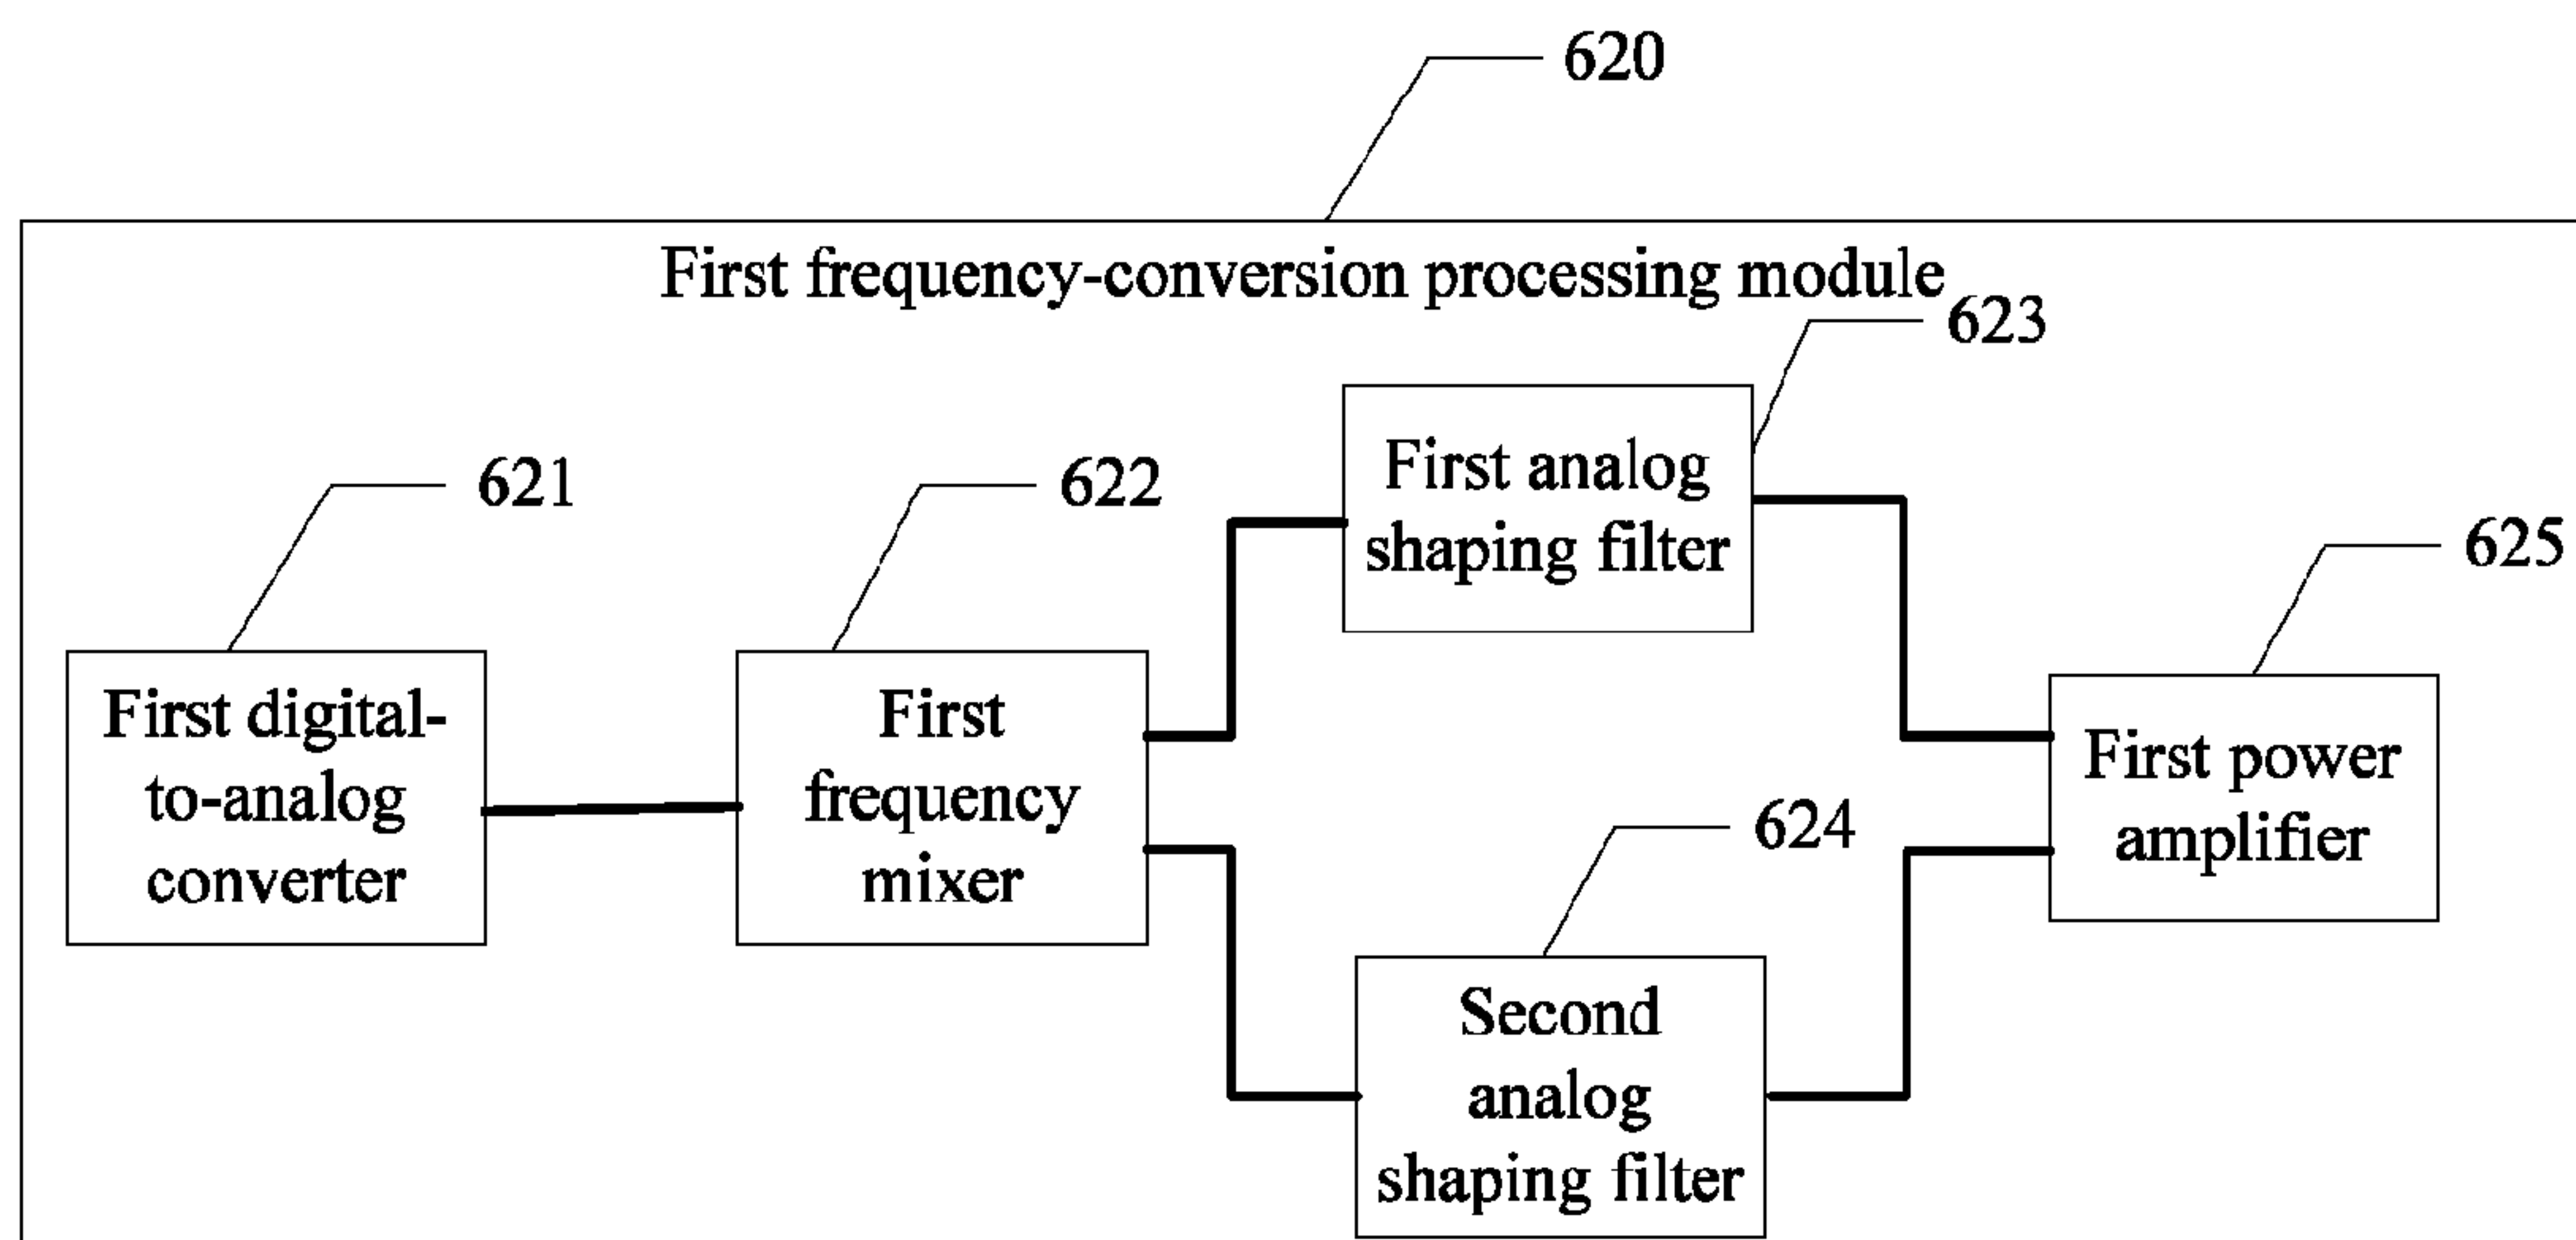 620
First frequency-conversion processing module
623
First analog
shaping filter
621
622
625
First digital-
to-analog
converter
First
frequency
mixer
First power
amplifier
624
Second
analog
shaping filter